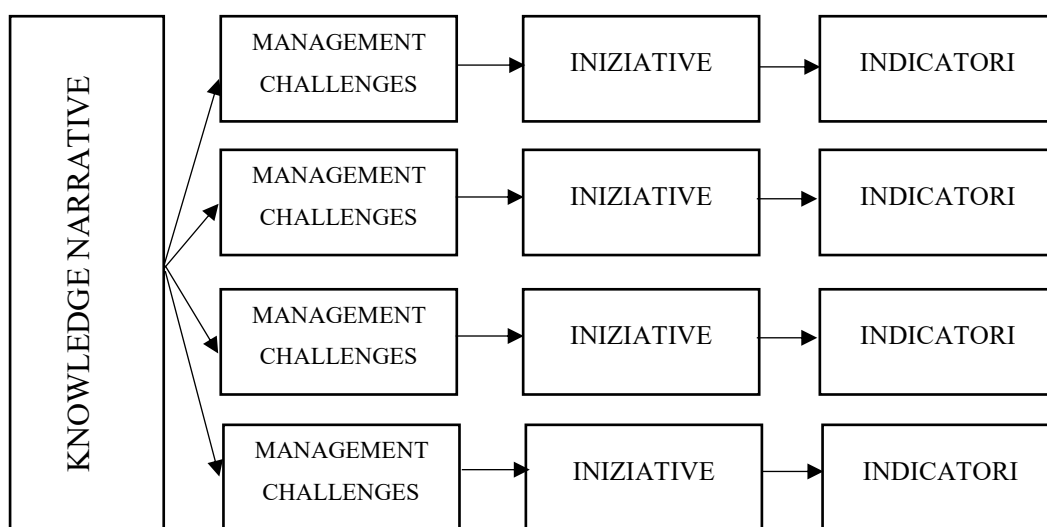 KNOWLEDGE NARRATIVE
MANAGEMENT
CHALLENGES
INIZIATIVE
INDICATORI
MANAGEMENT
CHALLENGES
INIZIATIVE
INDICATORI
MANAGEMENT
CHALLENGES
INIZIATIVE
INDICATORI
MANAGEMENT
CHALLENGES
INIZIATIVE
INDICATORI